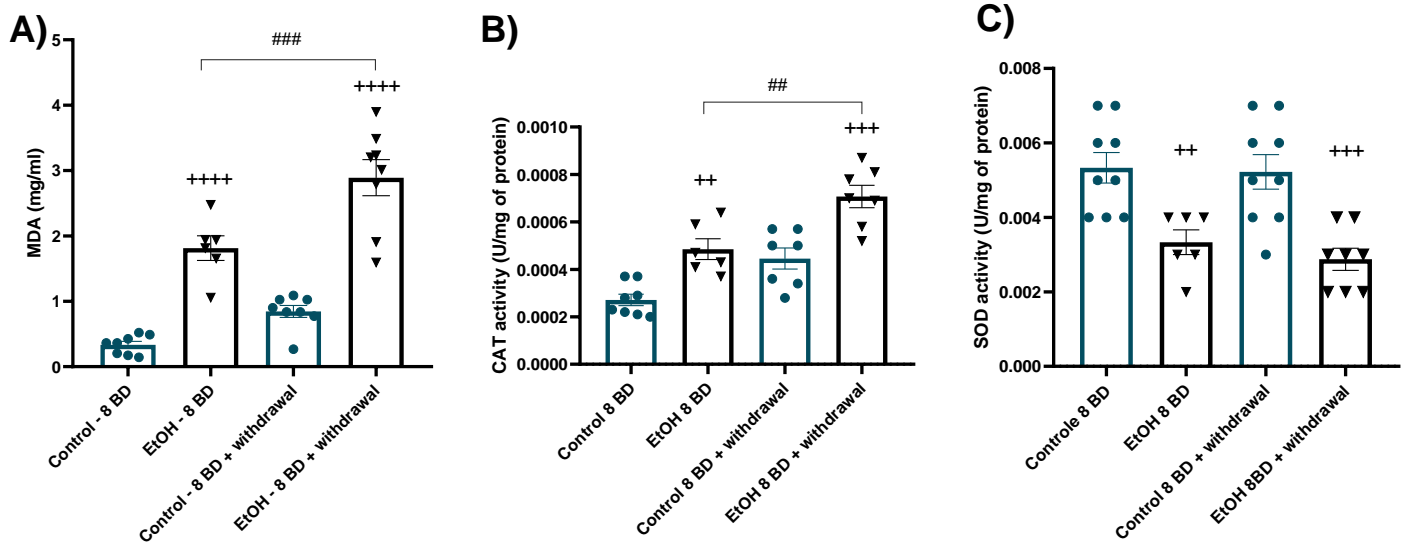 A)
MDA (mg/ml)
5
4
3
2
1
0
###
++++
++++
Control - 8 BD
EtOH - 8 BD
Control - 8 BD + withdrawal
EtOH - 8 BD + withdrawal
B)
CAT activity (U/mg of protein)
0.0010
0.0008
0.0006
0.0004
0.0002
0.0000
##
++
+++
Control 8 BD
EtOH 8 BD
Control 8 BD + withdrawal
EtOH 8 BD + withdrawal
C)
SOD activity (U/mg of protein)
0.008
0.006
0.004
0.002
0.000
++
+++
Controle 8 BD
EtOH 8 BD
Control 8 BD + withdrawal
EtOH 8BD + withdrawal